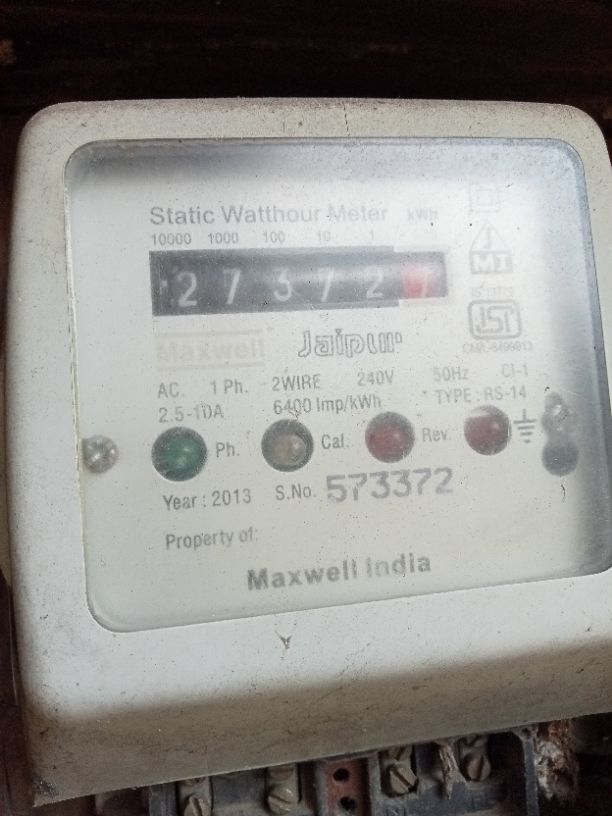 Static Watthour Meter kWh
10000 1000 100 10 1
2 7 3 7 2 7
Maxwell Jaipur
AC. 1 Ph. 2WIRE 240V 50Hz Cl-1
2.5-10A 6400 Imp/kWh TYPE : RS-14
Ph. Cal. Rev.
Year : 2013 S.No. 573372
Property of:
Maxwell India